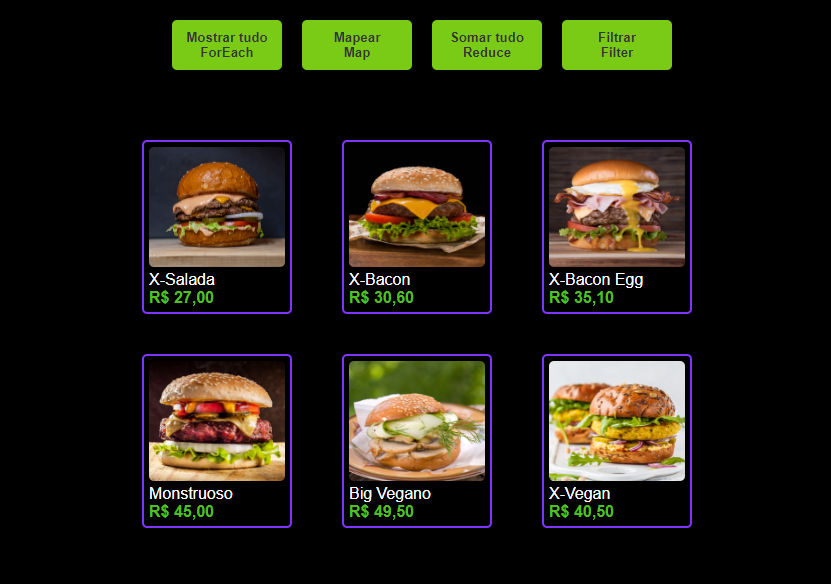 Mostrar tudo
ForEach
Mapear
Map
Somar tudo
Reduce
Filtrar
Filter
X-Salada
R$ 27,00
X-Bacon
R$ 30,60
X-Bacon Egg
R$ 35,10
Monstruoso
R$ 45,00
Big Vegano
R$ 49,50
X-Vegan
R$ 40,50